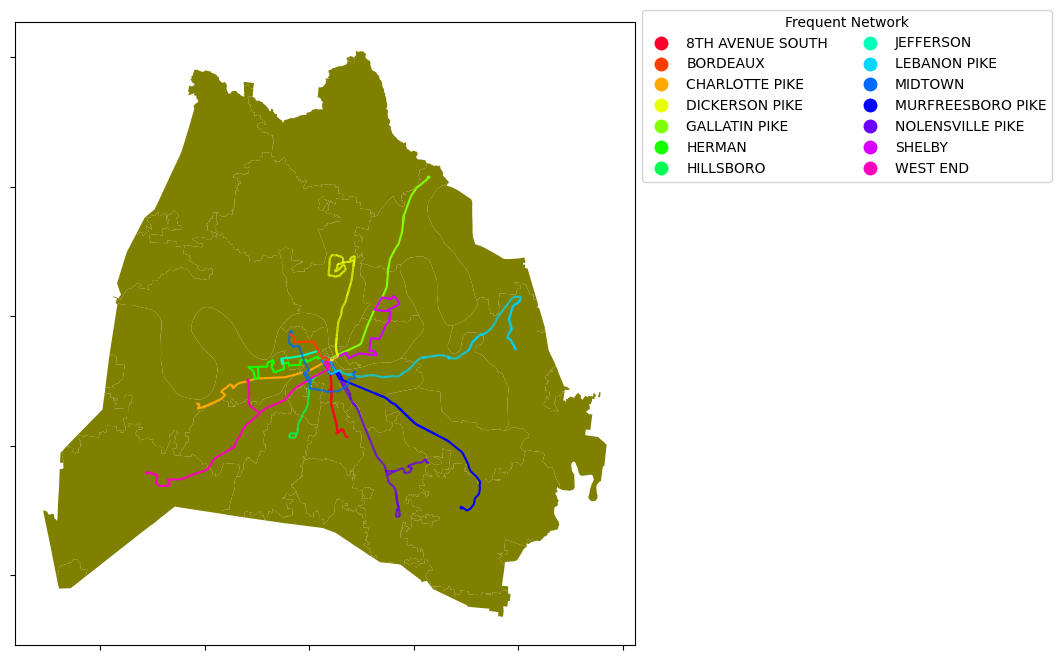 Frequent Network
8TH AVENUE SOUTH
BORDEAUX
CHARLOTTE PIKE
DICKERSON PIKE
GALLATIN PIKE
HERMAN
HILLSBORO
JEFFERSON
LEBANON PIKE
MIDTOWN
MURFREESBORO PIKE
NOLENSVILLE PIKE
SHELBY
WEST END